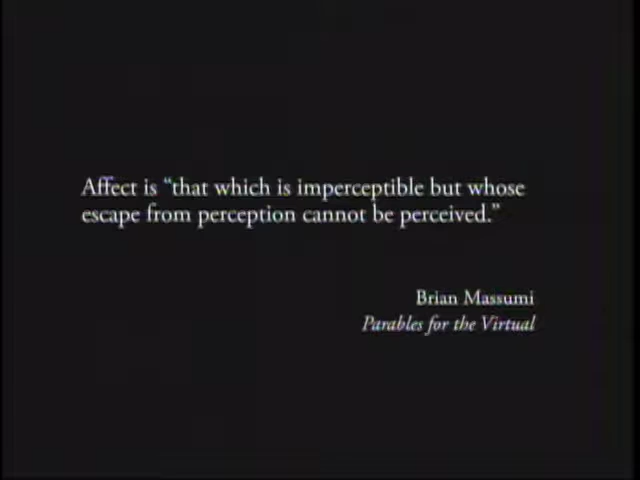 Affect is “that which is imperceptible but whose
escape from perception cannot be perceived.”
Brian Massumi
Parables for the Virtual